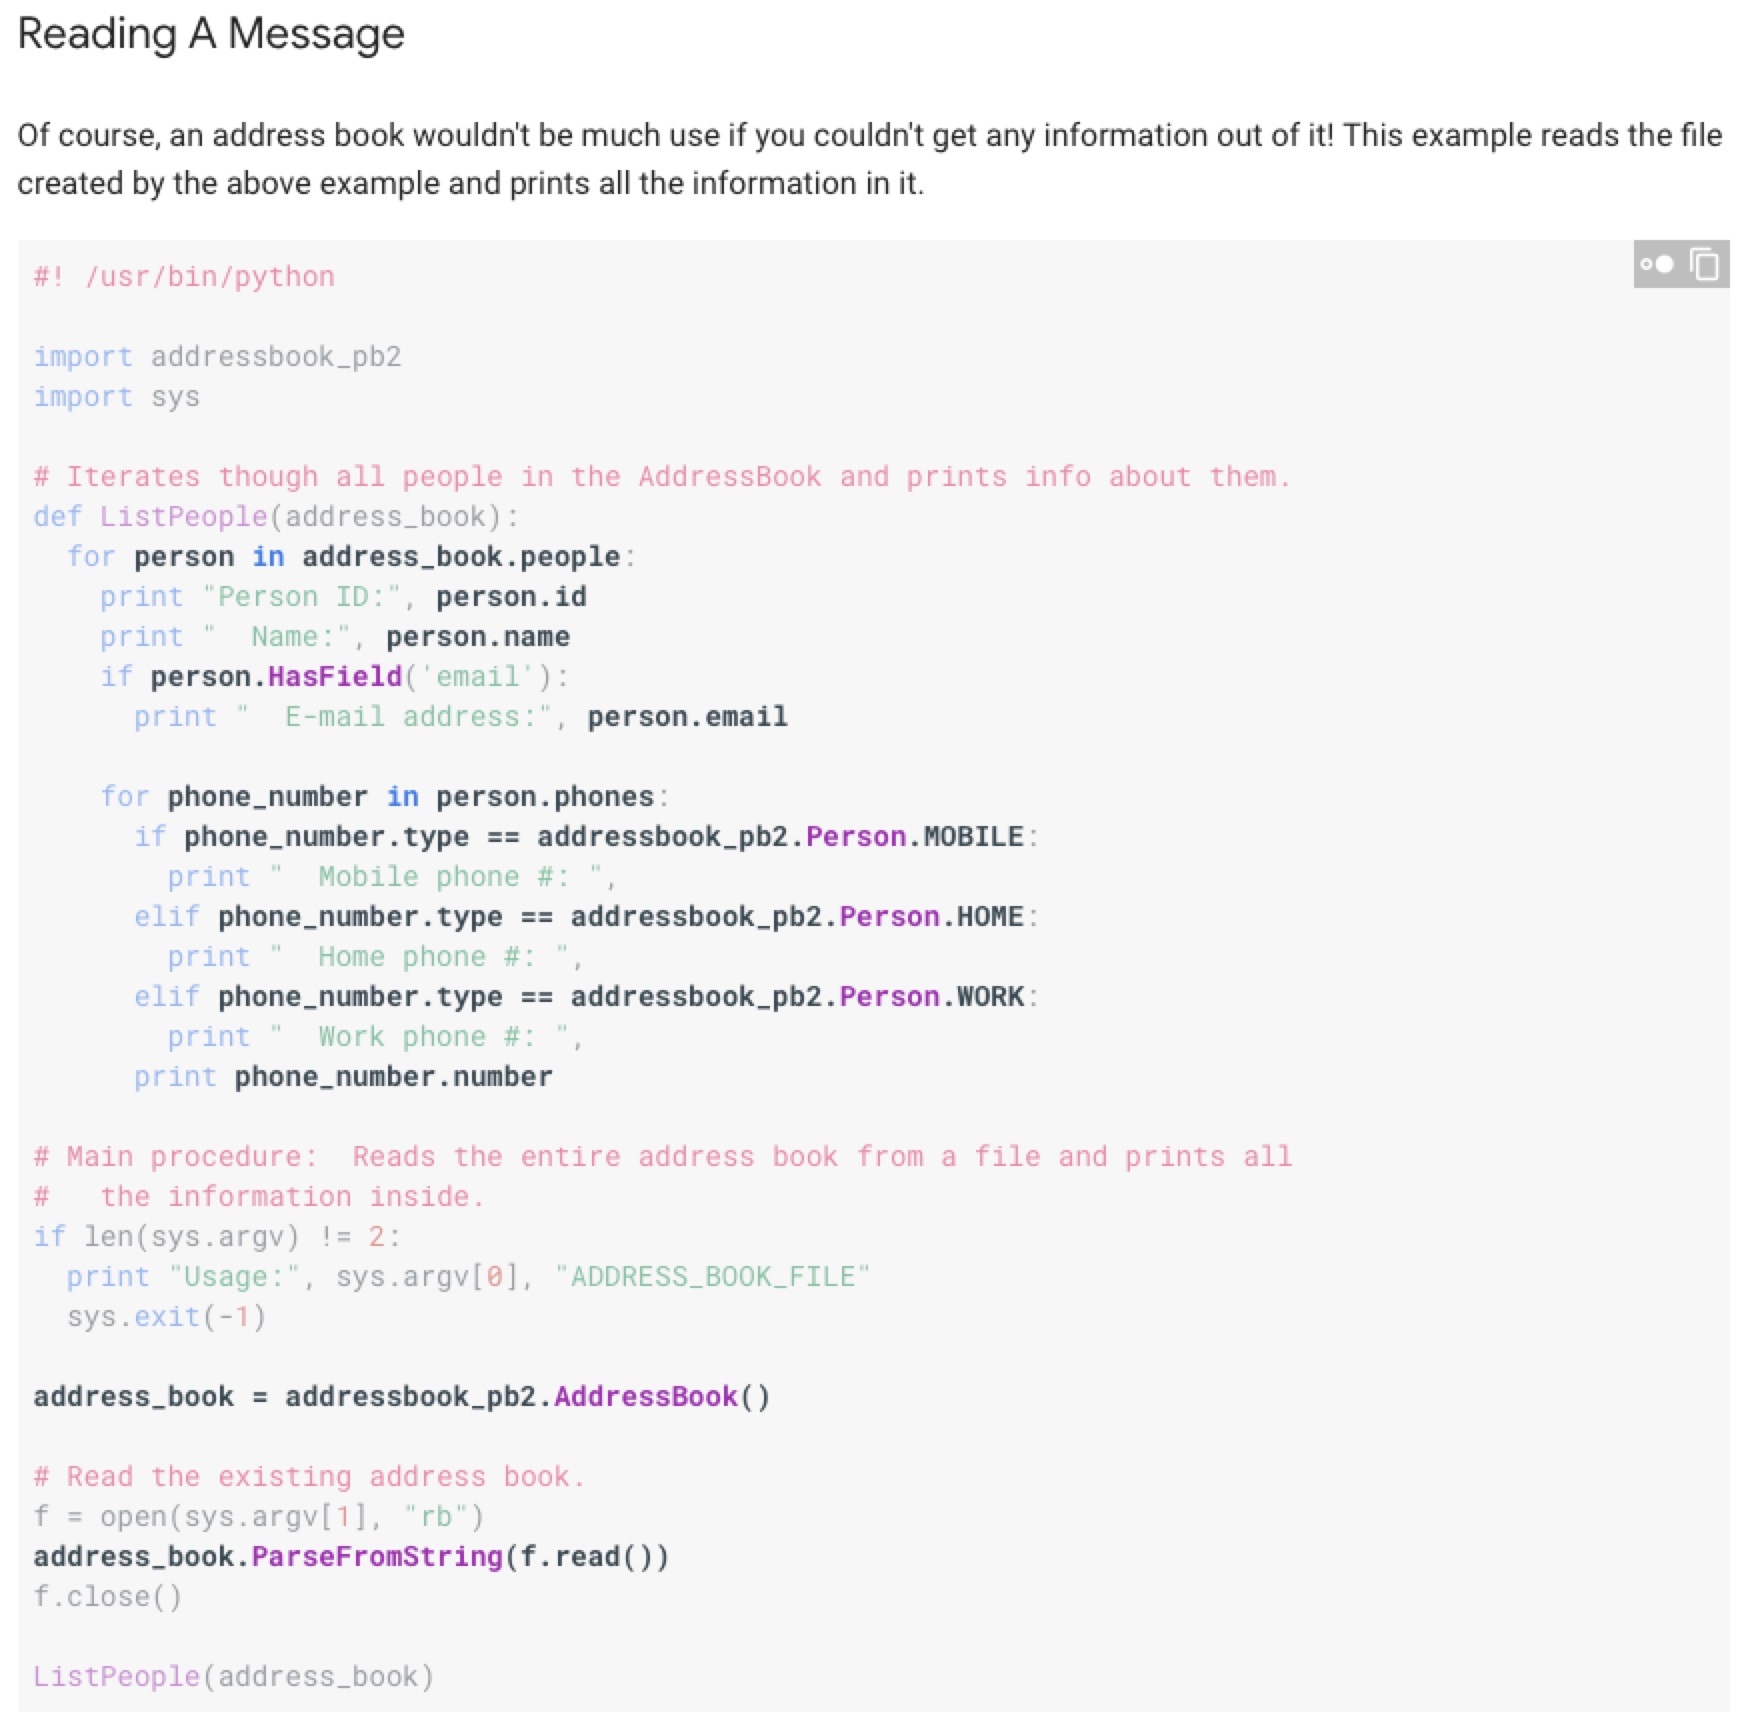 Reading A Message
Of course, an address book wouldn't be much use if you couldn't get any information out of it! This example reads the file
created by the above example and prints all the information in it.
#! /usr/bin/python
import addressbook_pb2
import sys
# Iterates though all people in the AddressBook and prints info about them.
def ListPeople(address_book):
  for person in address_book.people:
    print "Person ID:", person.id
    print "  Name:", person.name
    if person.HasField('email'):
      print "  E-mail address:", person.email
    for phone_number in person.phones:
      if phone_number.type == addressbook_pb2.Person.MOBILE:
        print "  Mobile phone #: ",
      elif phone_number.type == addressbook_pb2.Person.HOME:
        print "  Home phone #: ",
      elif phone_number.type == addressbook_pb2.Person.WORK:
        print "  Work phone #: ",
      print phone_number.number
# Main procedure:  Reads the entire address book from a file and prints all
#   the information inside.
if len(sys.argv) != 2:
  print "Usage:", sys.argv[0], "ADDRESS_BOOK_FILE"
  sys.exit(-1)
address_book = addressbook_pb2.AddressBook()
# Read the existing address book.
f = open(sys.argv[1], "rb")
address_book.ParseFromString(f.read())
f.close()
ListPeople(address_book)